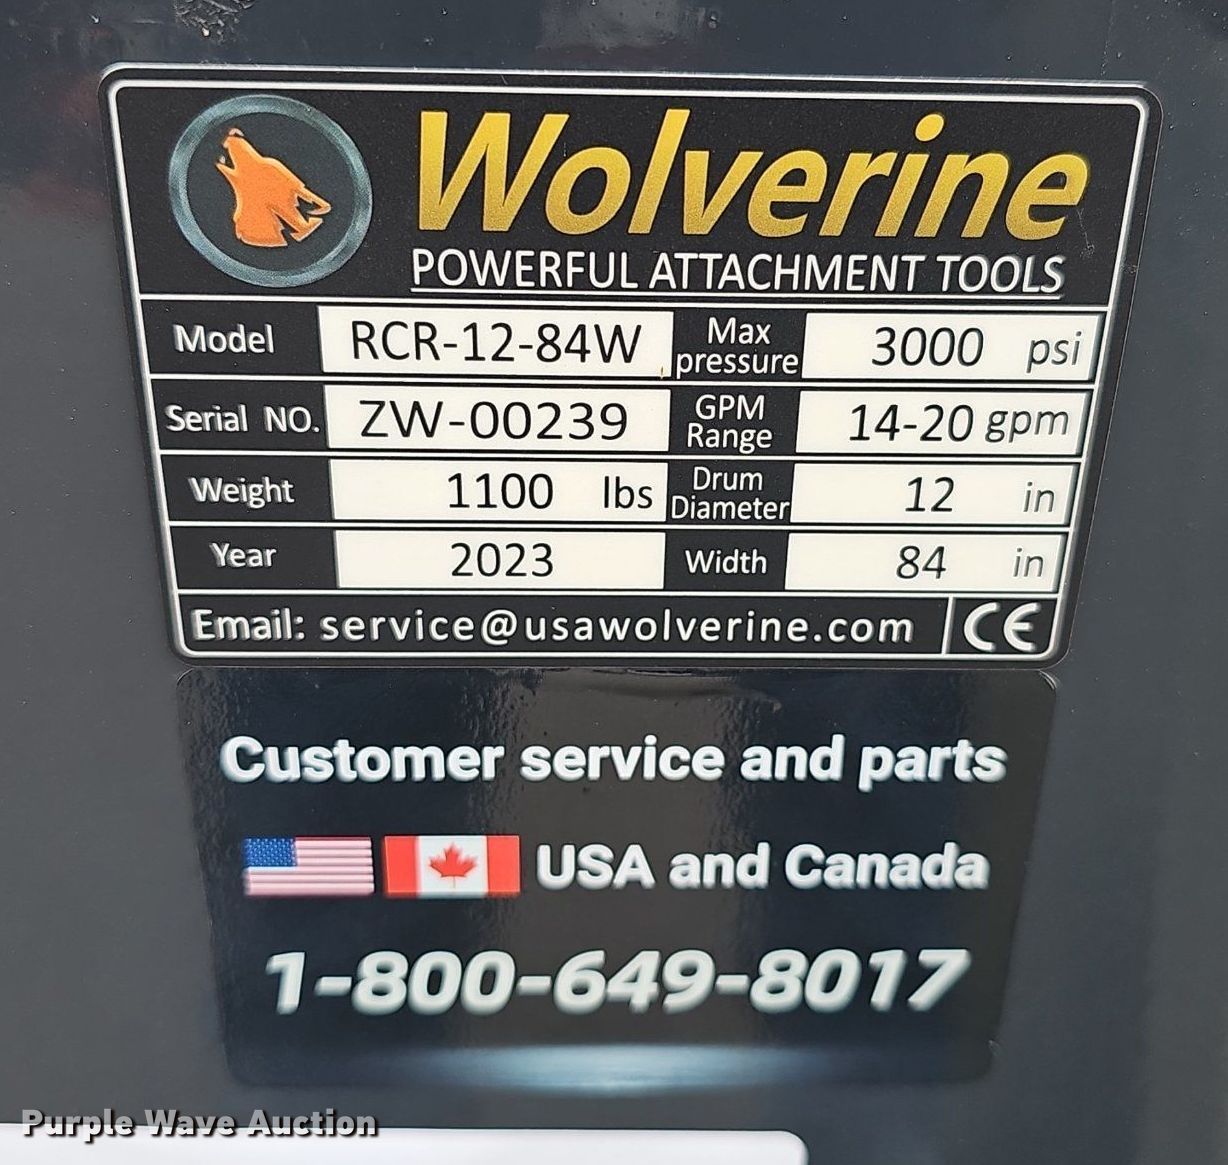 Wolverine
POWERFUL ATTACHMENT TOOLS
Model RCR-12-84W Max pressure 3000 psi
Serial NO. ZW-00239 GPM Range 14-20 gpm
Weight 1100 lbs Drum Diameter 12 in
Year 2023 Width 84 in
Email: service@usawolverine.com CE
Customer service and parts
USA and Canada
1-800-649-8017
Purple Wave Auction